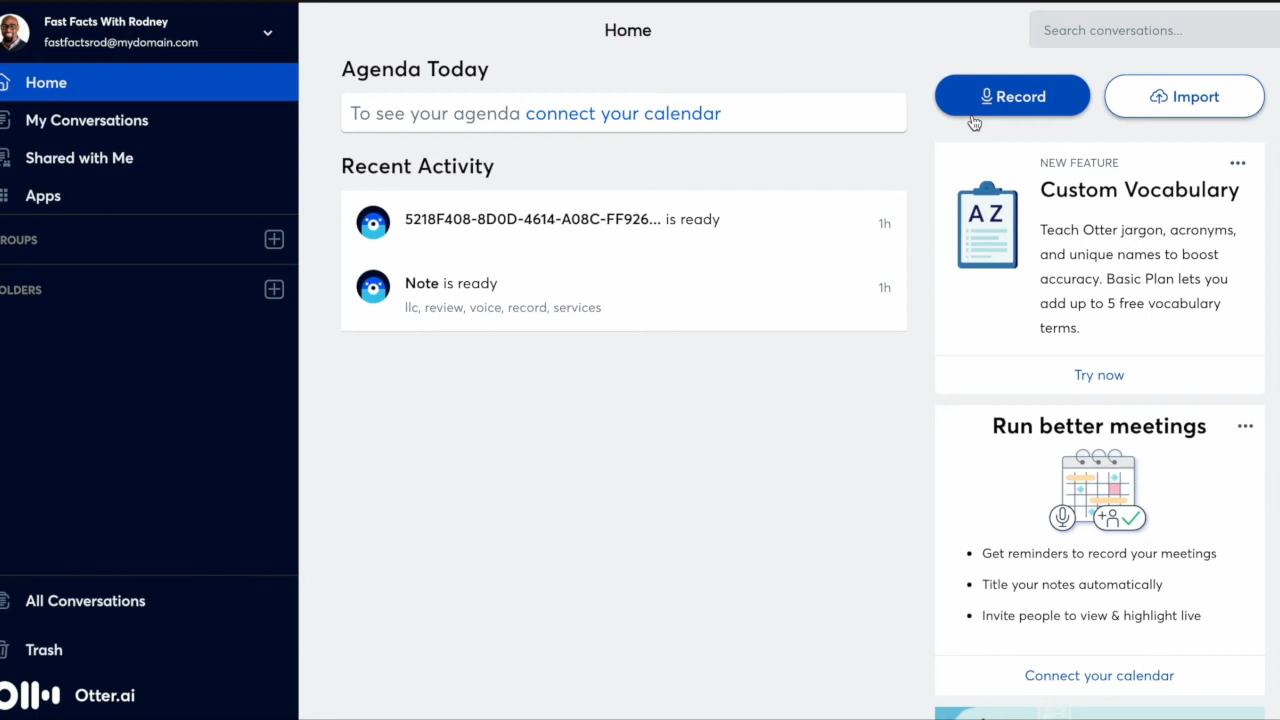 Fast Facts With Rodney
fastfactsrod@mydomain.com
Home
My Conversations
Shared with Me
Apps
ROUPS
OLDERS
All Conversations
Trash
Otter.ai
Home
Search conversations...
Agenda Today
To see your agenda connect your calendar
Recent Activity
5218F408-8D0D-4614-A08C-FF926... is ready
1h
Note is ready
1h
llc, review, voice, record, services
Record
Import
NEW FEATURE
Custom Vocabulary
A Z
Teach Otter jargon, acronyms,
and unique names to boost
accuracy. Basic Plan lets you
add up to 5 free vocabulary
terms.
Try now
Run better meetings
• Get reminders to record your meetings
• Title your notes automatically
• Invite people to view & highlight live
Connect your calendar